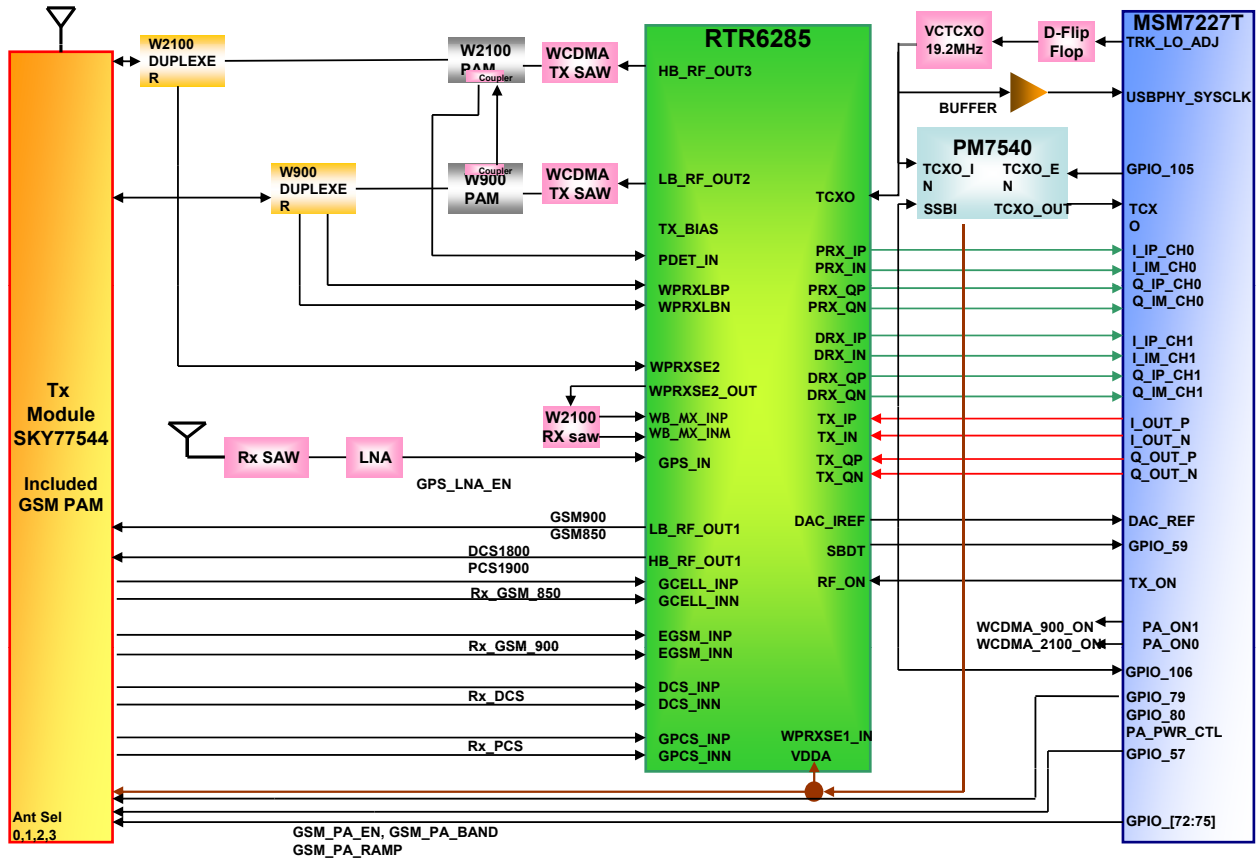 W2100
DUPLEXE
R
W2100
PAM
Coupler
WCDMA
TX SAW
RTR6285
HB_RF_OUT3
VCTCXO
19.2MHz
D-Flip
Flop
MSM7227T
TRK_LO_ADJ
BUFFER
USBPHY_SYSCLK
W900
DUPLEXE
R
Coupler
W900
PAM
WCDMA
TX SAW
LB_RF_OUT2
TX_BIAS
PDET_IN
WPRXLBP
WPRXLBN
WPRXSE2
WPRXSE2_OUT
W2100
RX saw
WB_MX_INP
WB_MX_INM
GPS_IN
Rx SAW
LNA
GPS_LNA_EN
Tx
Module
SKY77544
Included
GSM PAM
GSM900
GSM850
LB_RF_OUT1
DCS1800
PCS1900
HB_RF_OUT1
GCELL_INP
Rx_GSM_850
GCELL_INN
EGSM_INP
Rx_GSM_900
EGSM_INN
DCS_INP
Rx_DCS
DCS_INN
GPCS_INP
Rx_PCS
GPCS_INN
PM7540
TCXO_I
N
TCXO_E
N
SSBI
TCXO_OUT
GPIO_105
TCX
O
TCXO
PRX_IP
PRX_IN
PRX_QP
PRX_QN
DRX_IP
DRX_IN
DRX_QP
DRX_QN
TX_IP
TX_IN
TX_QP
TX_QN
DAC_IREF
SBDT
RF_ON
WPRXSE1_IN
VDDA
I_IP_CH0
I_IM_CH0
Q_IP_CH0
Q_IM_CH0
I_IP_CH1
I_IM_CH1
Q_IP_CH1
Q_IM_CH1
I_OUT_P
I_OUT_N
Q_OUT_P
Q_OUT_N
DAC_REF
GPIO_59
TX_ON
WCDMA_900_ON
PA_ON1
WCDMA_2100_ON
PA_ON0
GPIO_106
GPIO_79
GPIO_80
PA_PWR_CTL
GPIO_57
GPIO_[72:75]
Ant Sel
0,1,2,3
GSM_PA_EN, GSM_PA_BAND
GSM_PA_RAMP